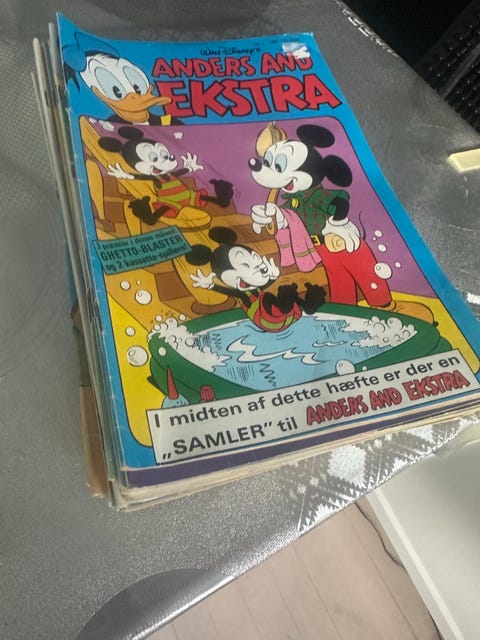 Walt Disney's
ANDERS AND
EKSTRA
3 præmier i denne måned:
GHETTO-BLASTER
og 2 kassette-spillere!
I midten af dette hæfte er der en
„SAMLER" til ANDERS AND EKSTRA